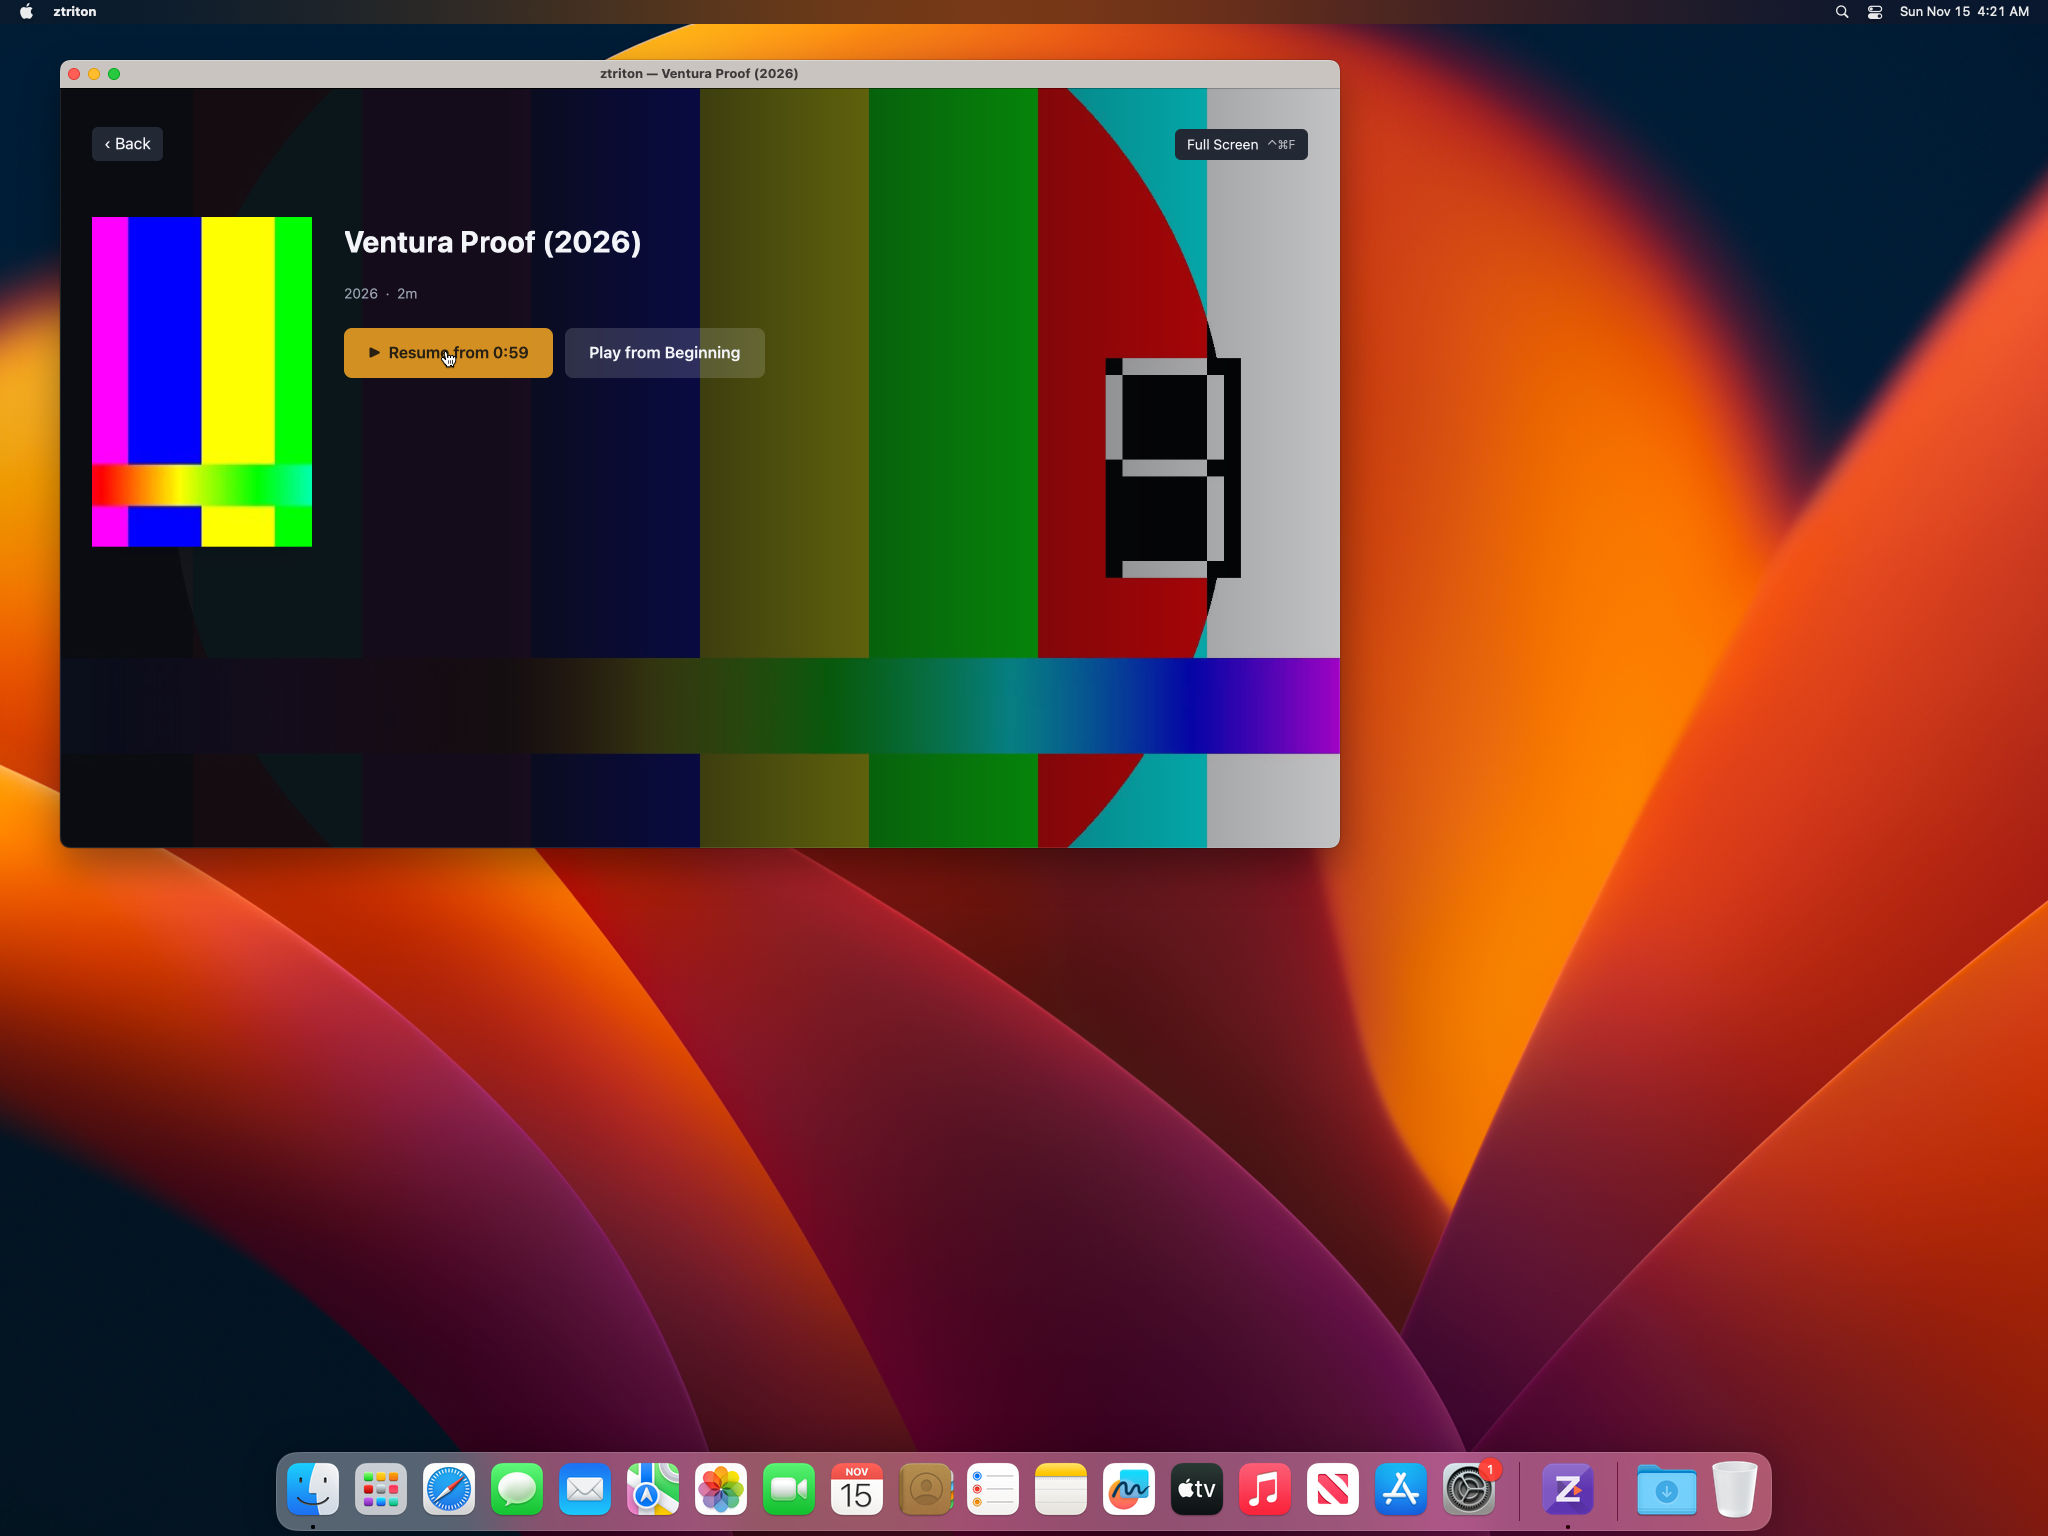 ztriton
Sun Nov 15 4:21 AM
ztriton — Ventura Proof (2026)
‹ Back
Full Screen ^⌘F
Ventura Proof (2026)
2026 · 2m
Resume from 0:59
Play from Beginning
9
NOV
15
tv
1
Z